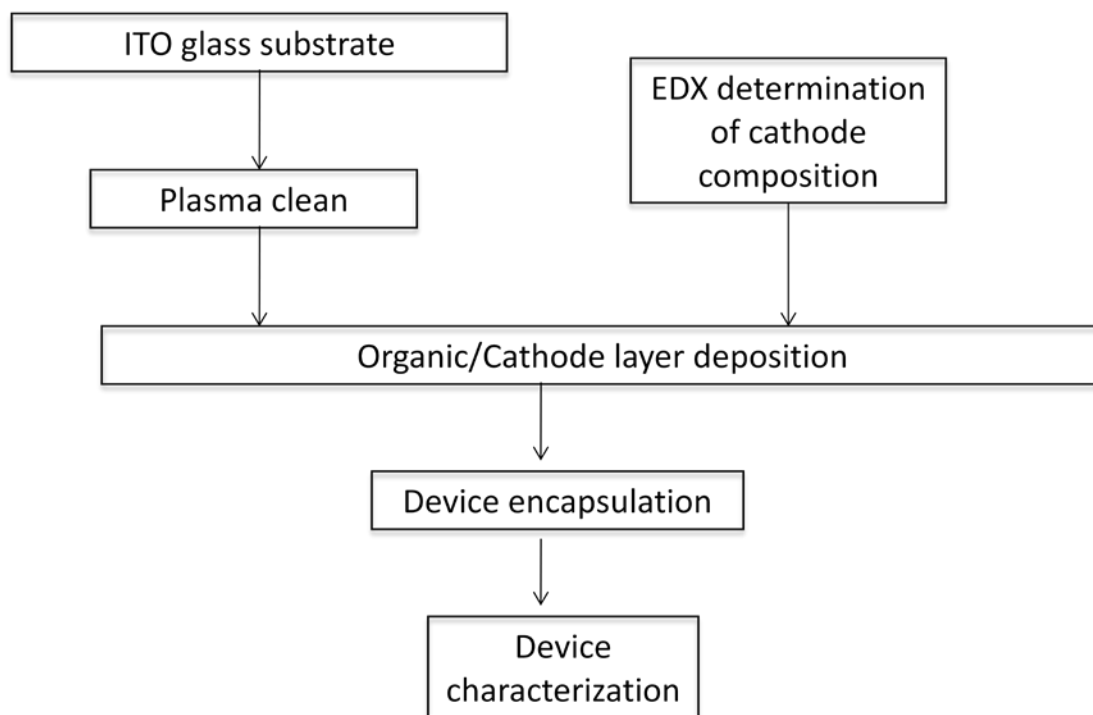 ITO glass substrate
EDX determination
of cathode
composition
Plasma clean
Organic/Cathode layer deposition
Device encapsulation
Device
characterization